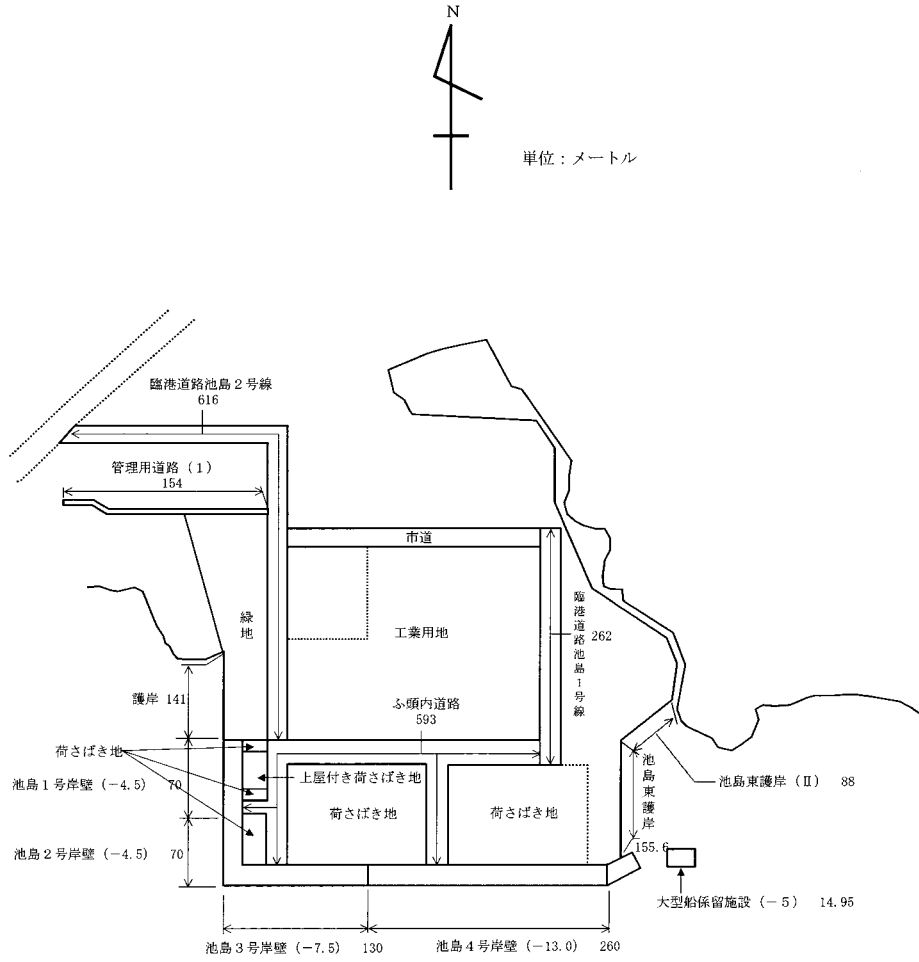 N
単位：メートル
臨港道路池島２号線
616
管理用道路（１）
154
市道
緑地
工業用地
臨港道路池島１号線
262
護岸 141
ふ頭内道路
593
荷さばき地
上屋付き荷さばき地
池島１号岸壁（－4.5） 70
荷さばき地
荷さばき地
池島東護岸
155.6
池島東護岸（Ⅱ） 88
池島２号岸壁（－4.5） 70
大型船係留施設（－５） 14.95
池島３号岸壁（－7.5） 130
池島４号岸壁（－13.0） 260